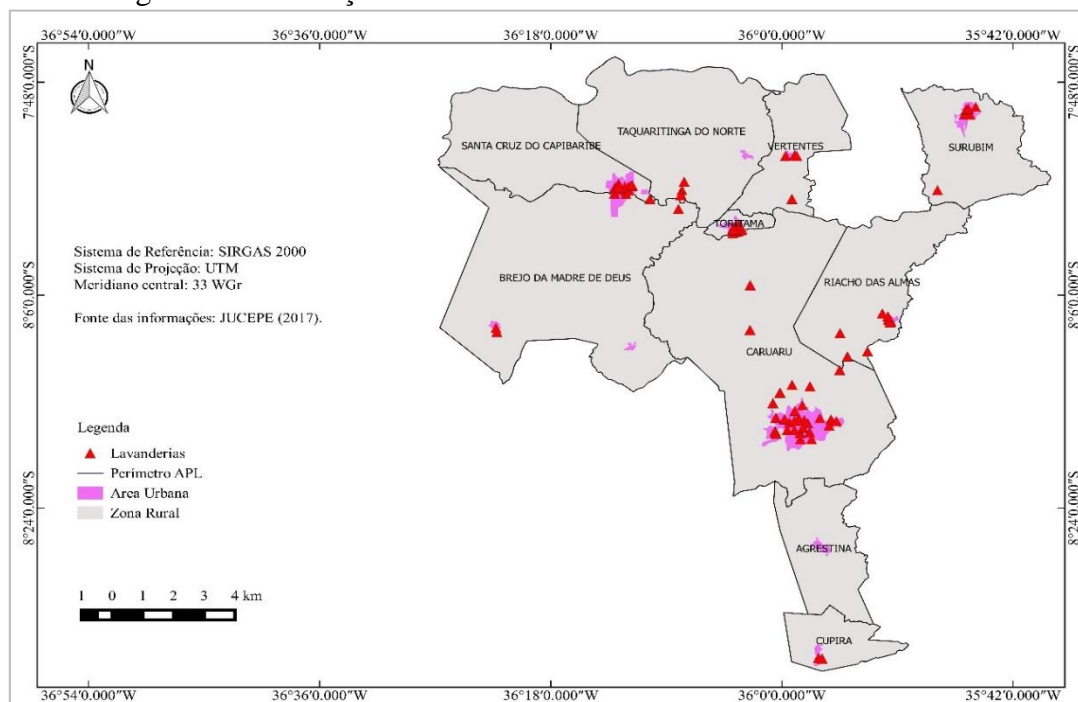 36°54'0.000"W 36°36'0.000"W 36°18'0.000"W 36°0'0.000"W 35°42'0.000"W
7°48'0.000"S 7°48'0.000"S
N
TAQUARITINGA DO NORTE
SANTA CRUZ DO CAPIBARIBE
VERTENTES
SURUBIM
TORITAMA
Sistema de Referência: SIRGAS 2000
Sistema de Projeção: UTM
Meridiano central: 33 WGr
BREJO DA MADRE DE DEUS
RIACHO DAS ALMAS
8°6'0.000"S 8°6'0.000"S
Fonte das informações: JUCEPE (2017).
CARUARU
Legenda
Lavanderias
Perímetro APL
Area Urbana
Zona Rural
8°24'0.000"S 8°24'0.000"S
AGRESTINA
1 0 1 2 3 4 km
CUPIRA
36°54'0.000"W 36°36'0.000"W 36°18'0.000"W 36°0'0.000"W 35°42'0.000"W